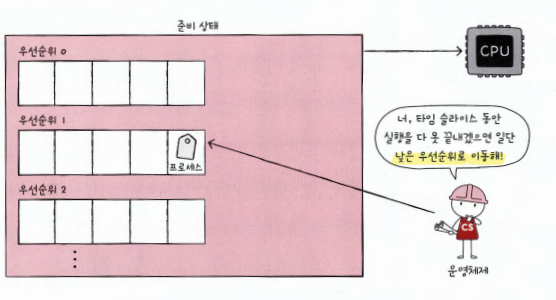 준비 상태
우선순위 0
CPU
우선순위 1
프로세스
우선순위 2
너, 타임 슬라이스 동안
실행을 다 못 끝내겠으면 일단
낮은 우선순위로 이동해!
CS
운영체제